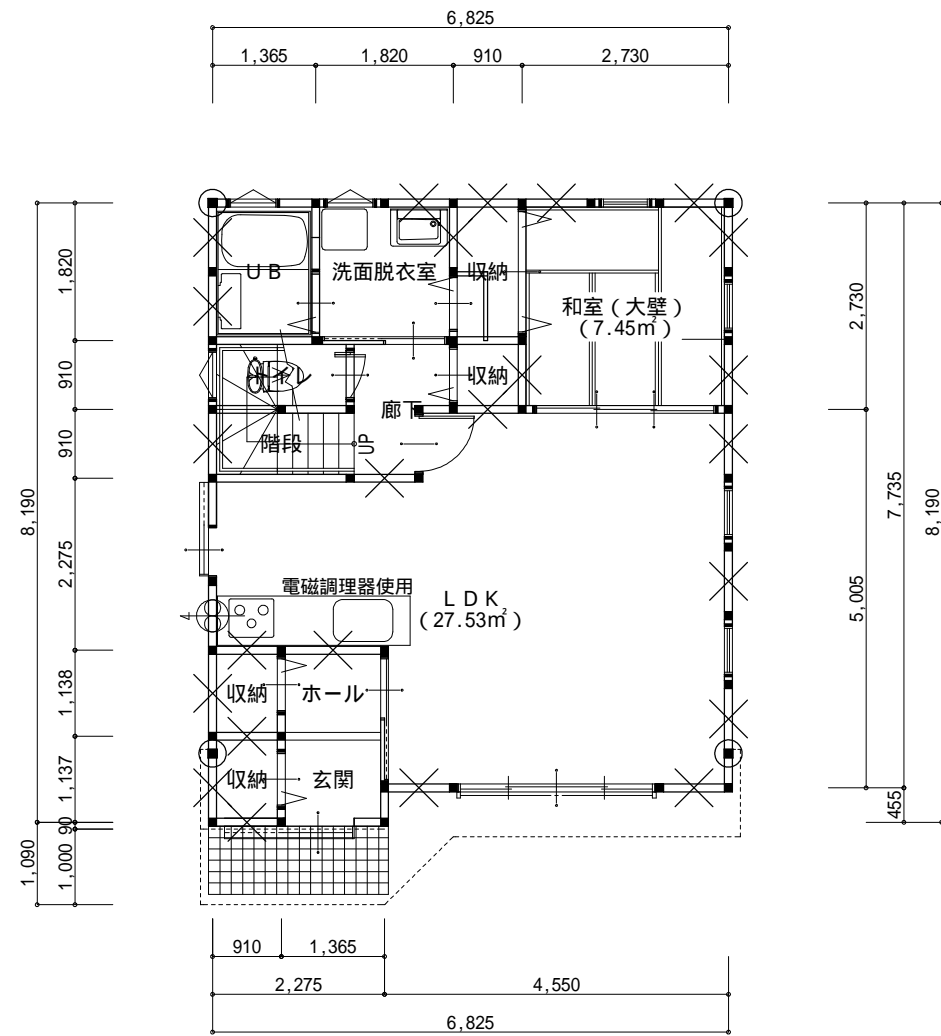 6,825
1,365
1,820
910
2,730
UB
洗面脱衣室
収納
和室（大壁）
(7.45㎡)
トイレ
収納
廊下
階段
UP
電磁調理器使用
LDK
(27.53㎡)
収納
ホール
収納
玄関
8,190
1,820
910
910
2,275
1,138
1,137
90
1,000
1,090
2,730
5,005
455
7,735
8,190
910
1,365
2,275
4,550
6,825